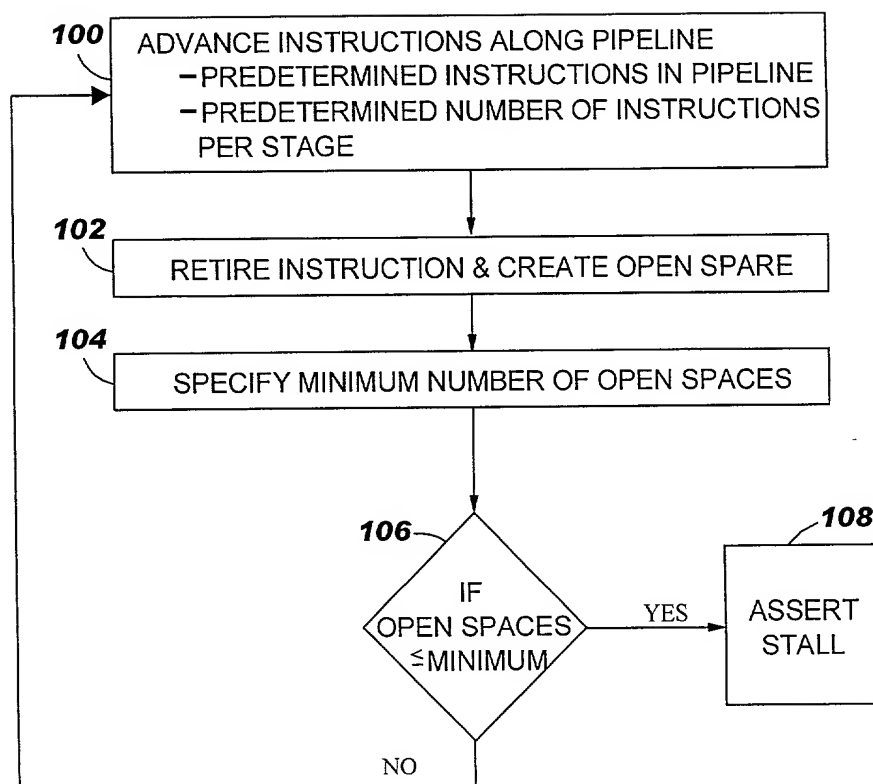 100
ADVANCE INSTRUCTIONS ALONG PIPELINE
–PREDETERMINED INSTRUCTIONS IN PIPELINE
–PREDETERMINED NUMBER OF INSTRUCTIONS
PER STAGE
102
RETIRE INSTRUCTION & CREATE OPEN SPARE
104
SPECIFY MINIMUM NUMBER OF OPEN SPACES
106
IF
OPEN SPACES
≤MINIMUM
YES
108
ASSERT
STALL
NO